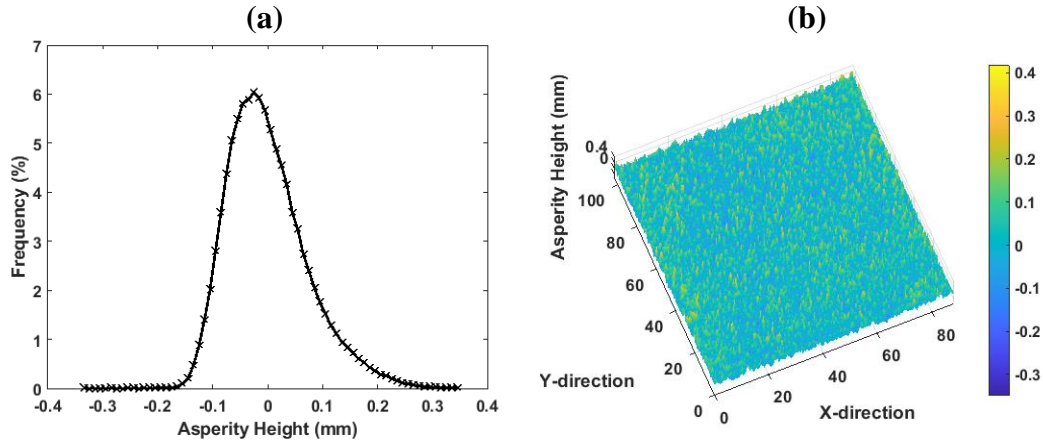 (a)
(b)
7
6
5
4
3
2
1
0
Frequency (%)
-0.4 -0.3 -0.2 -0.1 0 0.1 0.2 0.3 0.4
Asperity Height (mm)
Asperity Height (mm)
0.4
0
100
80
60
40
20
0
Y-direction
0 20 40 60 80
X-direction
0.4
0.3
0.2
0.1
0
-0.1
-0.2
-0.3